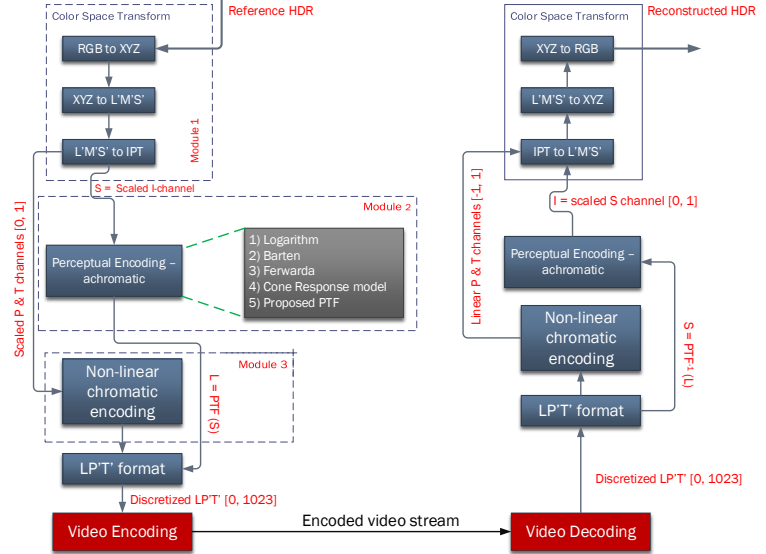 Color Space Transform
Reference HDR
RGB to XYZ
XYZ to L'M'S'
L'M'S' to IPT
Module 1
S = Scaled I-channel
Scaled P & T channels [0, 1]
Module 2
Perceptual Encoding –
achromatic
1) Logarithm
2) Barten
3) Ferwarda
4) Cone Response model
5) Proposed PTF
Module 3
Non-linear
chromatic
encoding
L = PTF (S)
LP'T' format
Discretized LP'T' [0, 1023]
Video Encoding
Encoded video stream
Color Space Transform
Reconstructed HDR
XYZ to RGB
L'M'S' to XYZ
IPT to L'M'S'
I = scaled S channel [0, 1]
Linear P & T channels [-1, 1]
Perceptual Encoding –
achromatic
Non-linear
chromatic
encoding
S = PTF⁻¹ (L)
LP'T' format
Discretized LP'T' [0, 1023]
Video Decoding